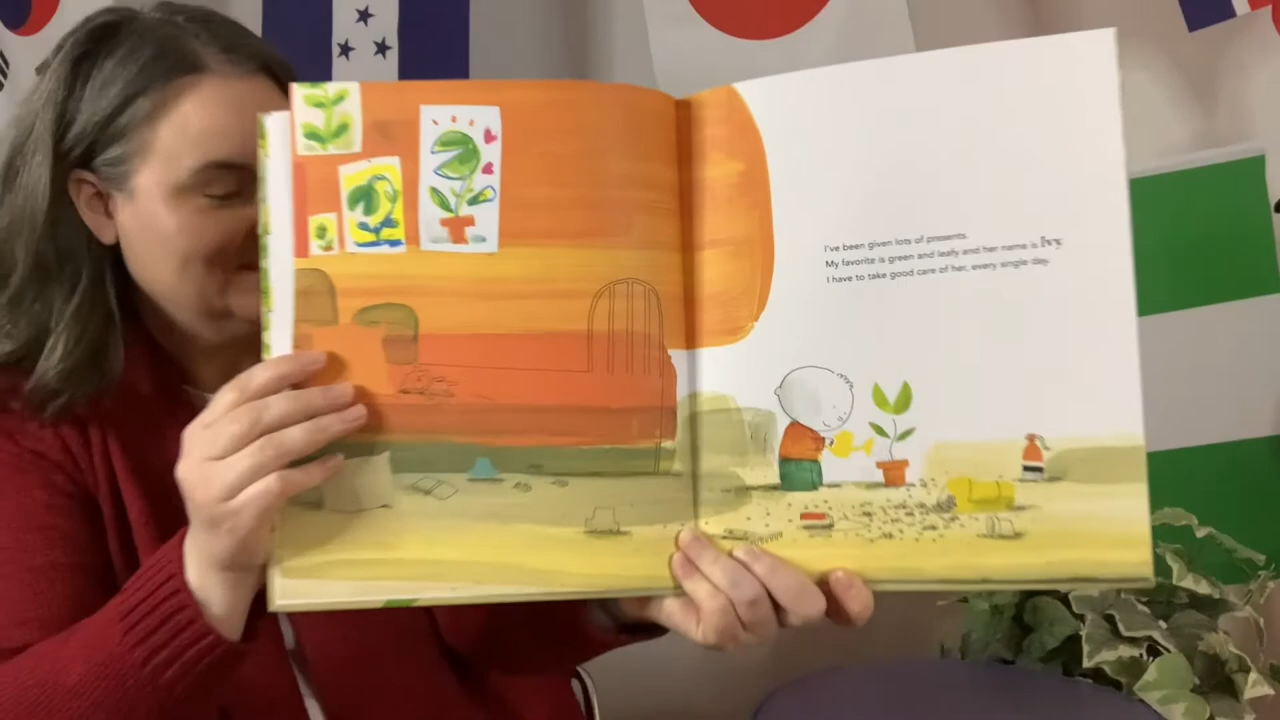 I've been given lots of presents.
My favorite is green and leafy and her name is Ivy.
I have to take good care of her, every single day.